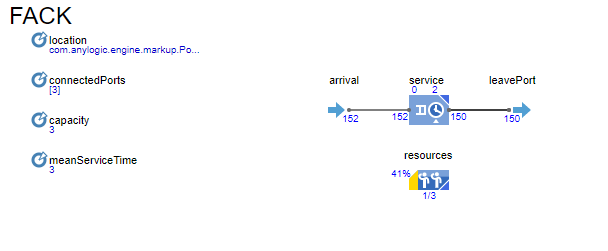 FACK
location
com.anylogic.engine.markup.Po...
connectedPorts
[3]
capacity
3
meanServiceTime
3
arrival
service
leavePort
0 2
152
152
150
150
resources
41%
1/3